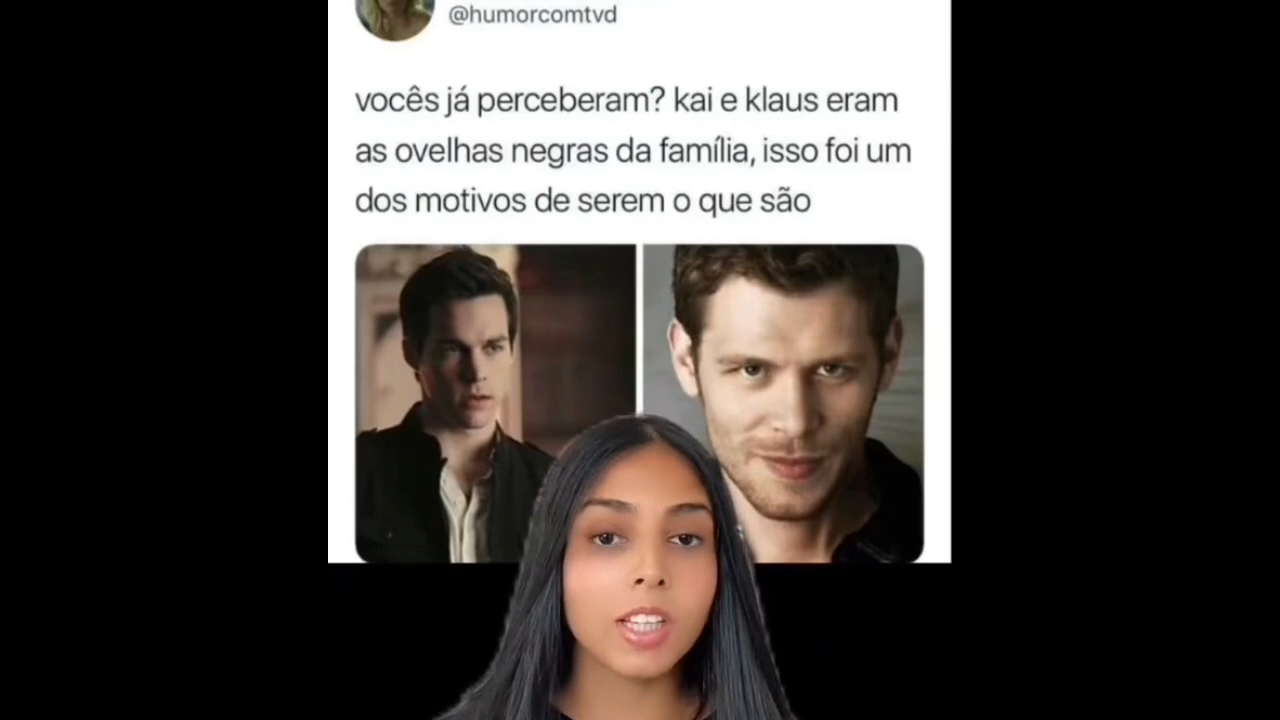 @humorcomtvd
vocês já perceberam? kai e klaus eram
as ovelhas negras da família, isso foi um
dos motivos de serem o que são